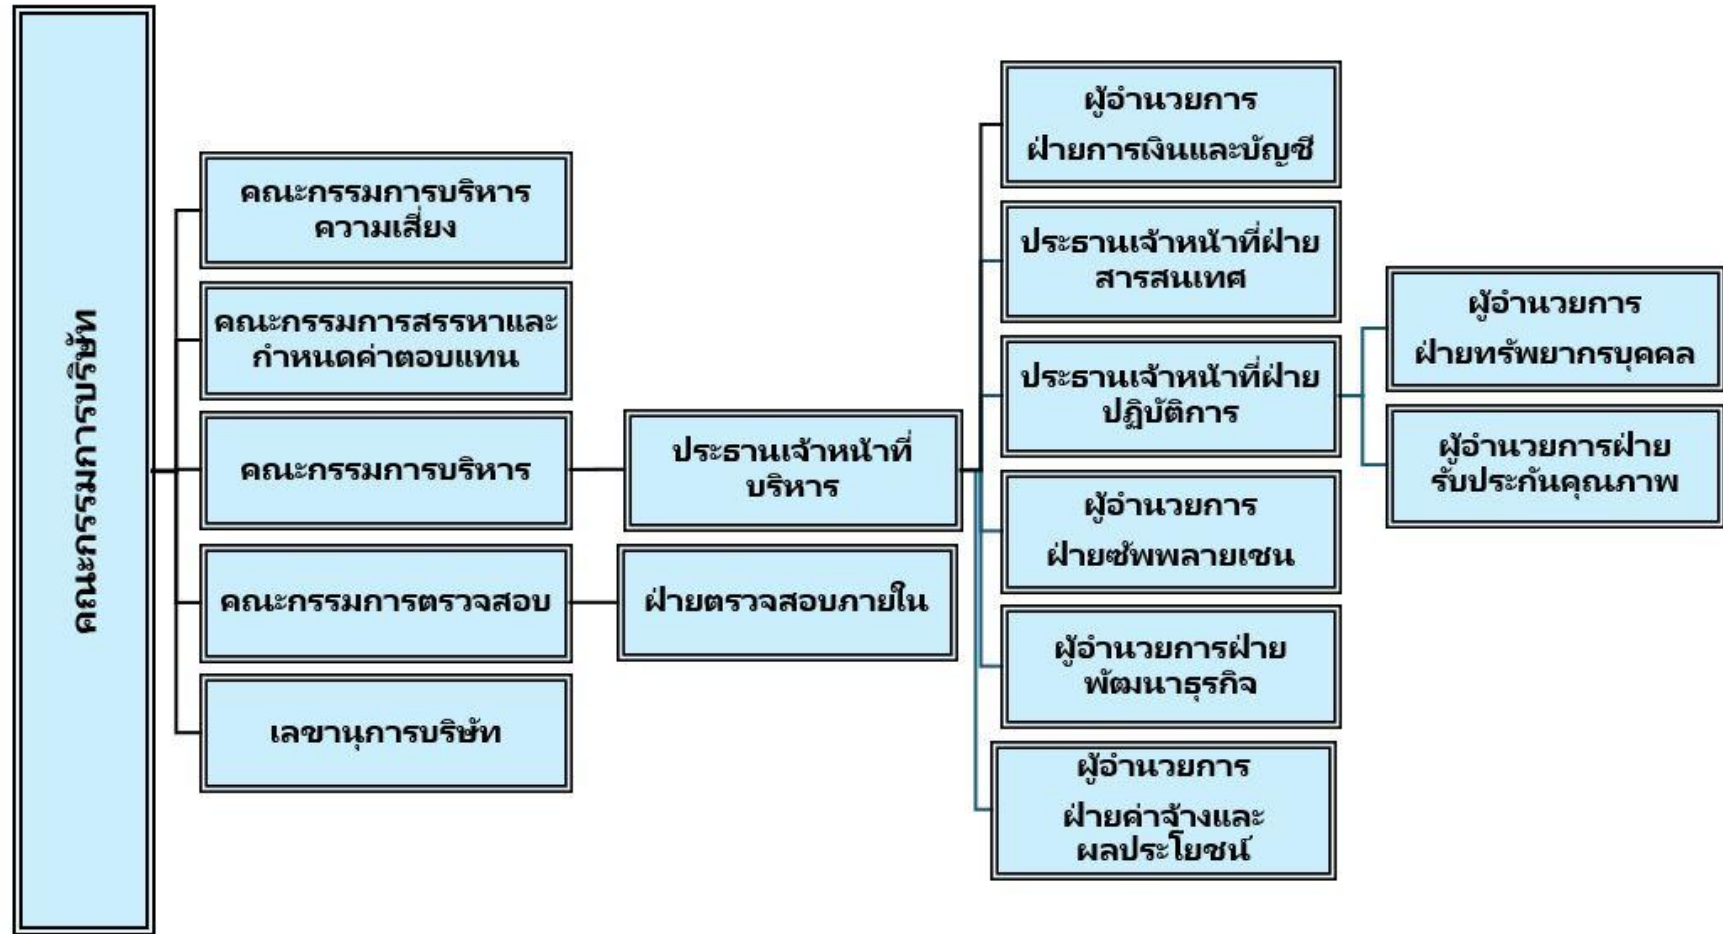 คณะกรรมการบริษัท
คณะกรรมการบริหาร
ความเสี่ยง
คณะกรรมการสรรหาและ
กำหนดค่าตอบแทน
คณะกรรมการบริหาร
คณะกรรมการตรวจสอบ
เลขานุการบริษัท
ประธานเจ้าหน้าที่
บริหาร
ฝ่ายตรวจสอบภายใน
ผู้อำนวยการ
ฝ่ายการเงินและบัญชี
ประธานเจ้าหน้าที่ฝ่าย
สารสนเทศ
ประธานเจ้าหน้าที่ฝ่าย
ปฏิบัติการ
ผู้อำนวยการ
ฝ่ายซัพพลายเชน
ผู้อำนวยการฝ่าย
พัฒนาธุรกิจ
ผู้อำนวยการ
ฝ่ายค่าจ้างและ
ผลประโยชน์
ผู้อำนวยการ
ฝ่ายทรัพยากรบุคคล
ผู้อำนวยการฝ่าย
รับประกันคุณภาพ